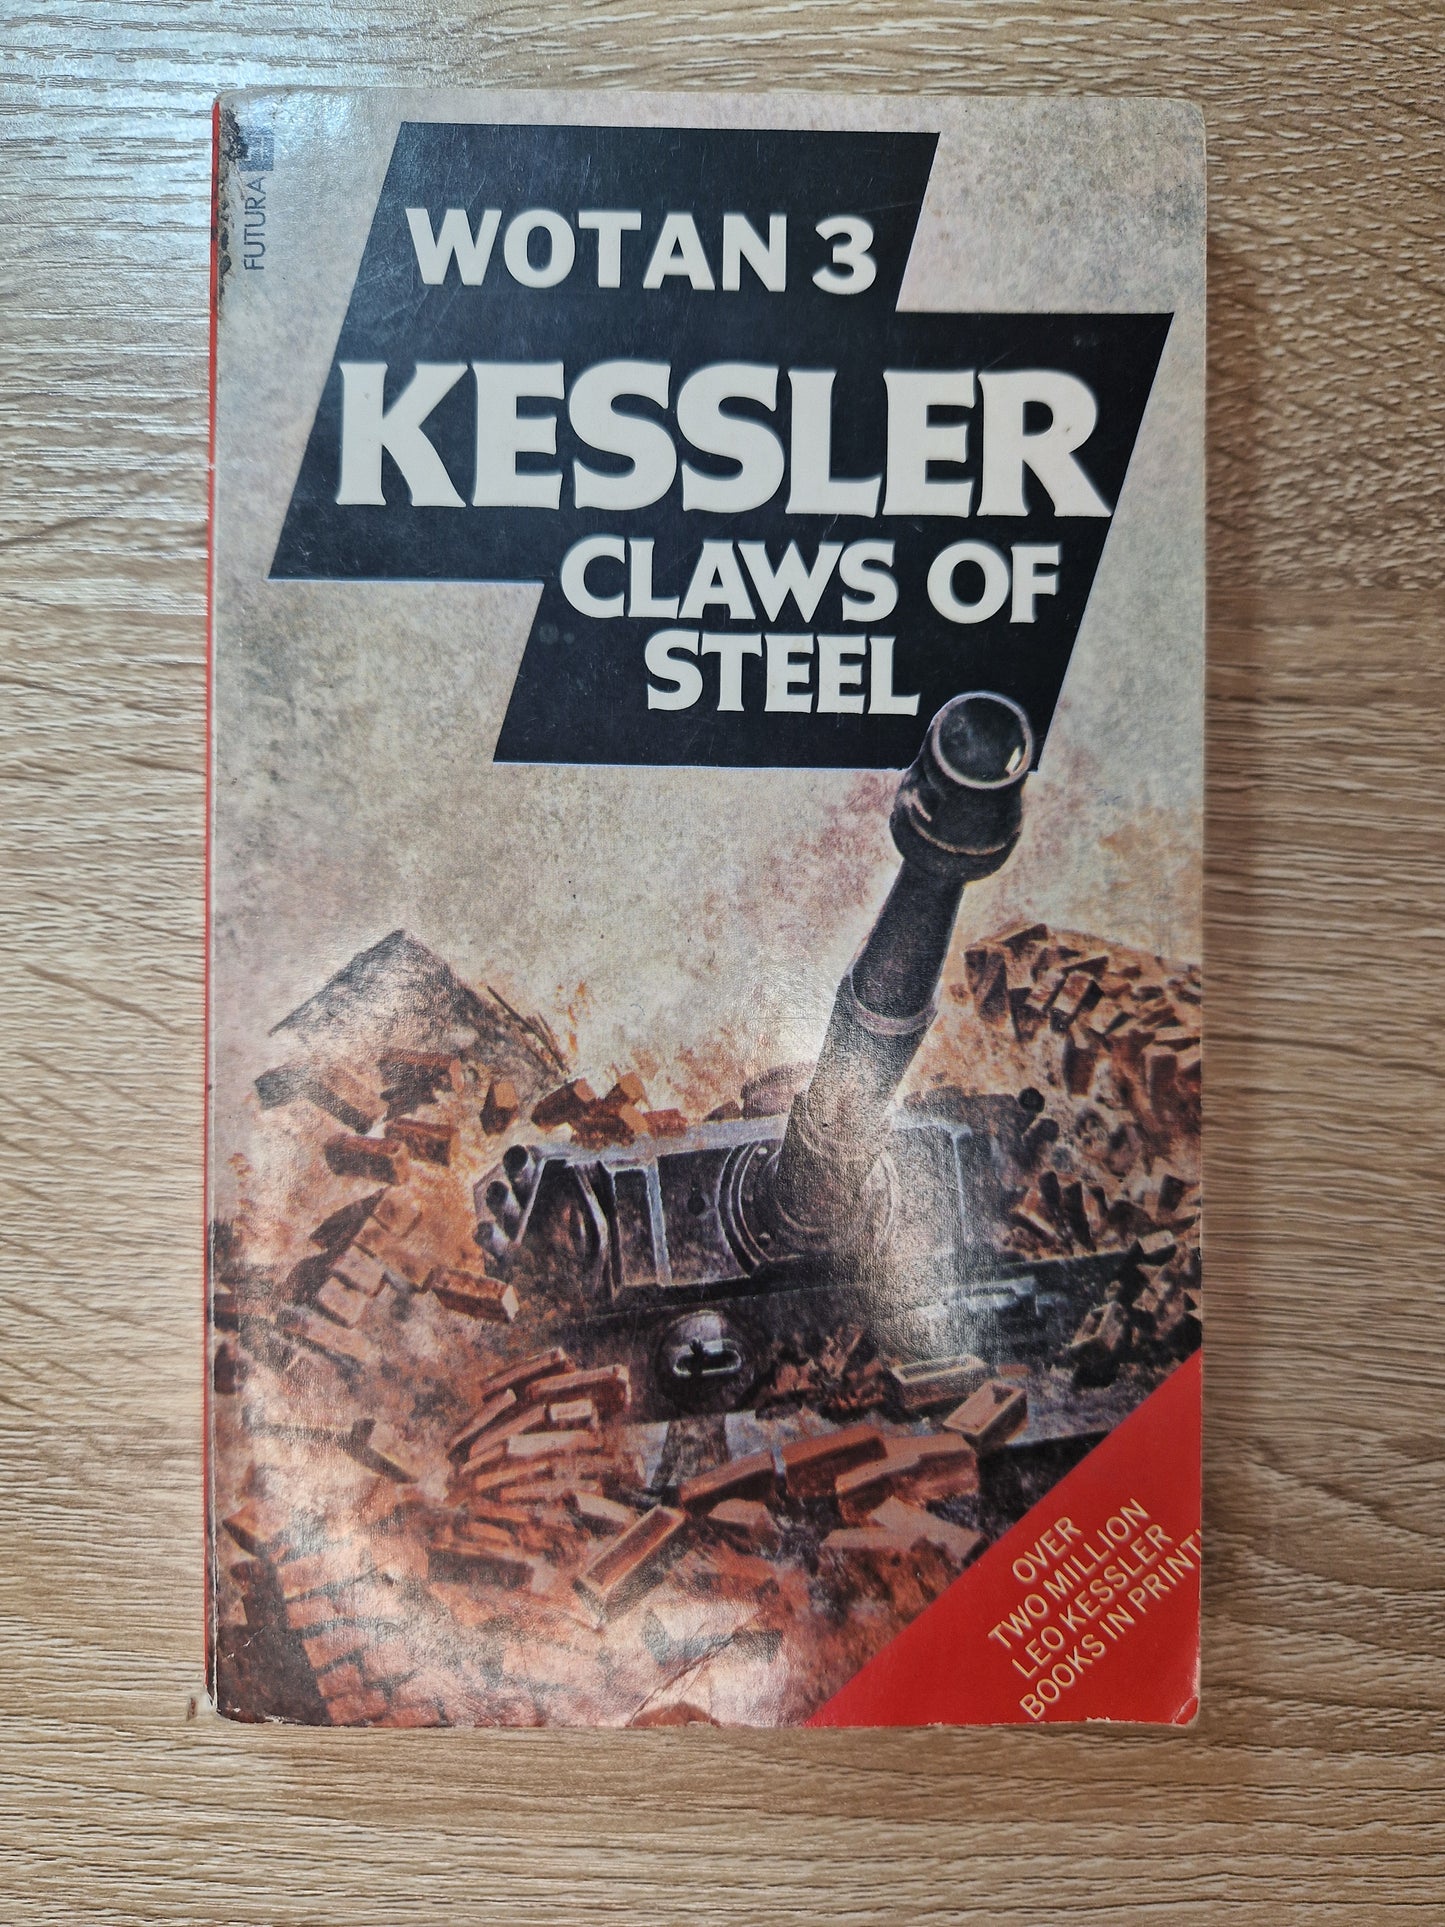 FUTURA
WOTAN 3
KESSLER
CLAWS OF
STEEL
OVER
TWO MILLION
LEO KESSLER
BOOKS IN PRINT